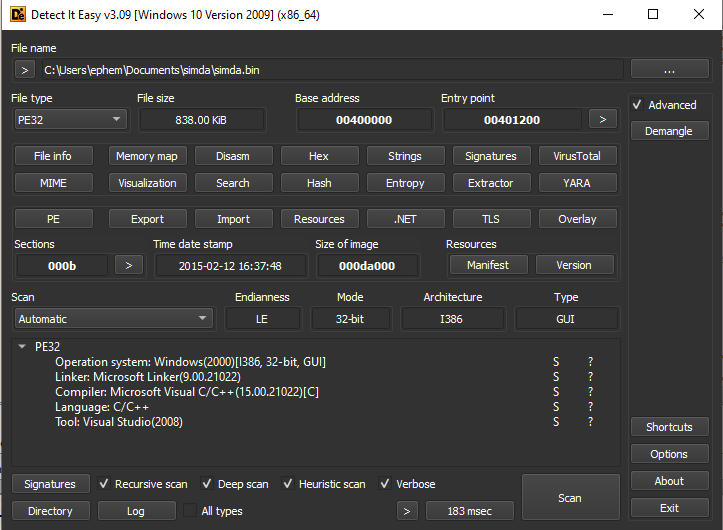 Detect It Easy v3.09 [Windows 10 Version 2009] (x86_64)
File name
> C:\Users\ephem\Documents\simda\simda.bin ...
File type File size Base address Entry point
PE32 838.00 KiB 00400000 00401200 >
Advanced
Demangle
File info Memory map Disasm Hex Strings Signatures VirusTotal
MIME Visualization Search Hash Entropy Extractor YARA
PE Export Import Resources .NET TLS Overlay
Sections Time date stamp Size of image Resources
000b > 2015-02-12 16:37:48 000da000 Manifest Version
Scan Endianness Mode Architecture Type
Automatic LE 32-bit I386 GUI
PE32
Operation system: Windows(2000)[I386, 32-bit, GUI] S ?
Linker: Microsoft Linker(9.00.21022) S ?
Compiler: Microsoft Visual C/C++(15.00.21022)[C] S ?
Language: C/C++ S ?
Tool: Visual Studio(2008) S ?
Shortcuts
Options
About
Exit
Signatures Recursive scan Deep scan Heuristic scan Verbose
Directory Log All types > 183 msec Scan